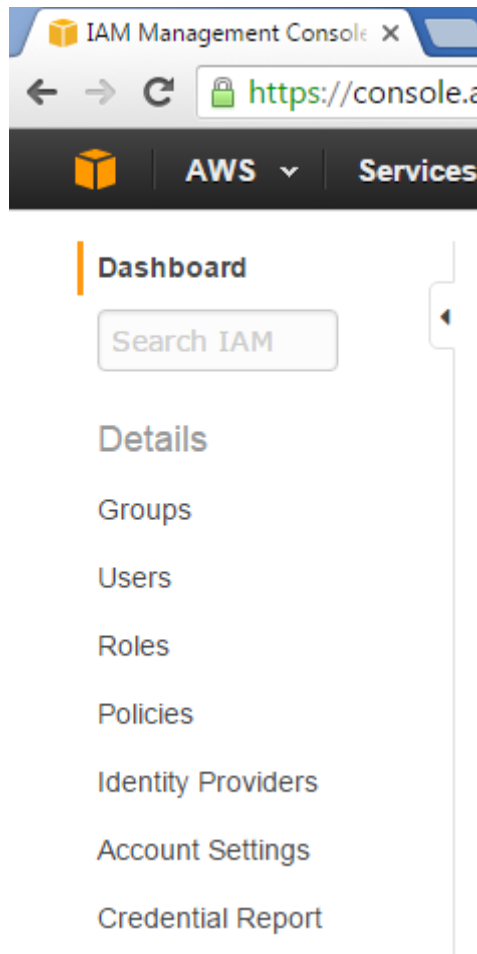 IAM Management Console
https://console.a
AWS Services
Dashboard
Search IAM
Details
Groups
Users
Roles
Policies
Identity Providers
Account Settings
Credential Report